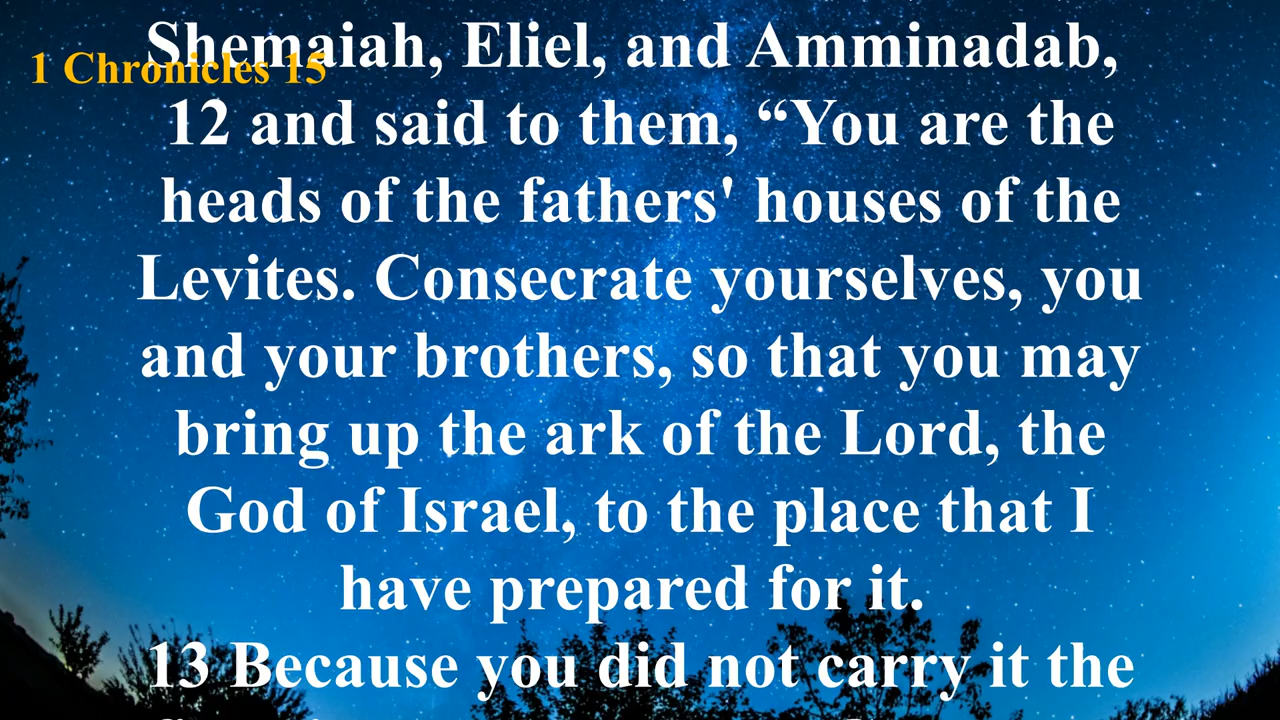 Shemaiah, Eliel, and Amminadab,
1 Chronicles 15
12 and said to them, “You are the
heads of the fathers' houses of the
Levites. Consecrate yourselves, you
and your brothers, so that you may
bring up the ark of the Lord, the
God of Israel, to the place that I
have prepared for it.
13 Because you did not carry it the